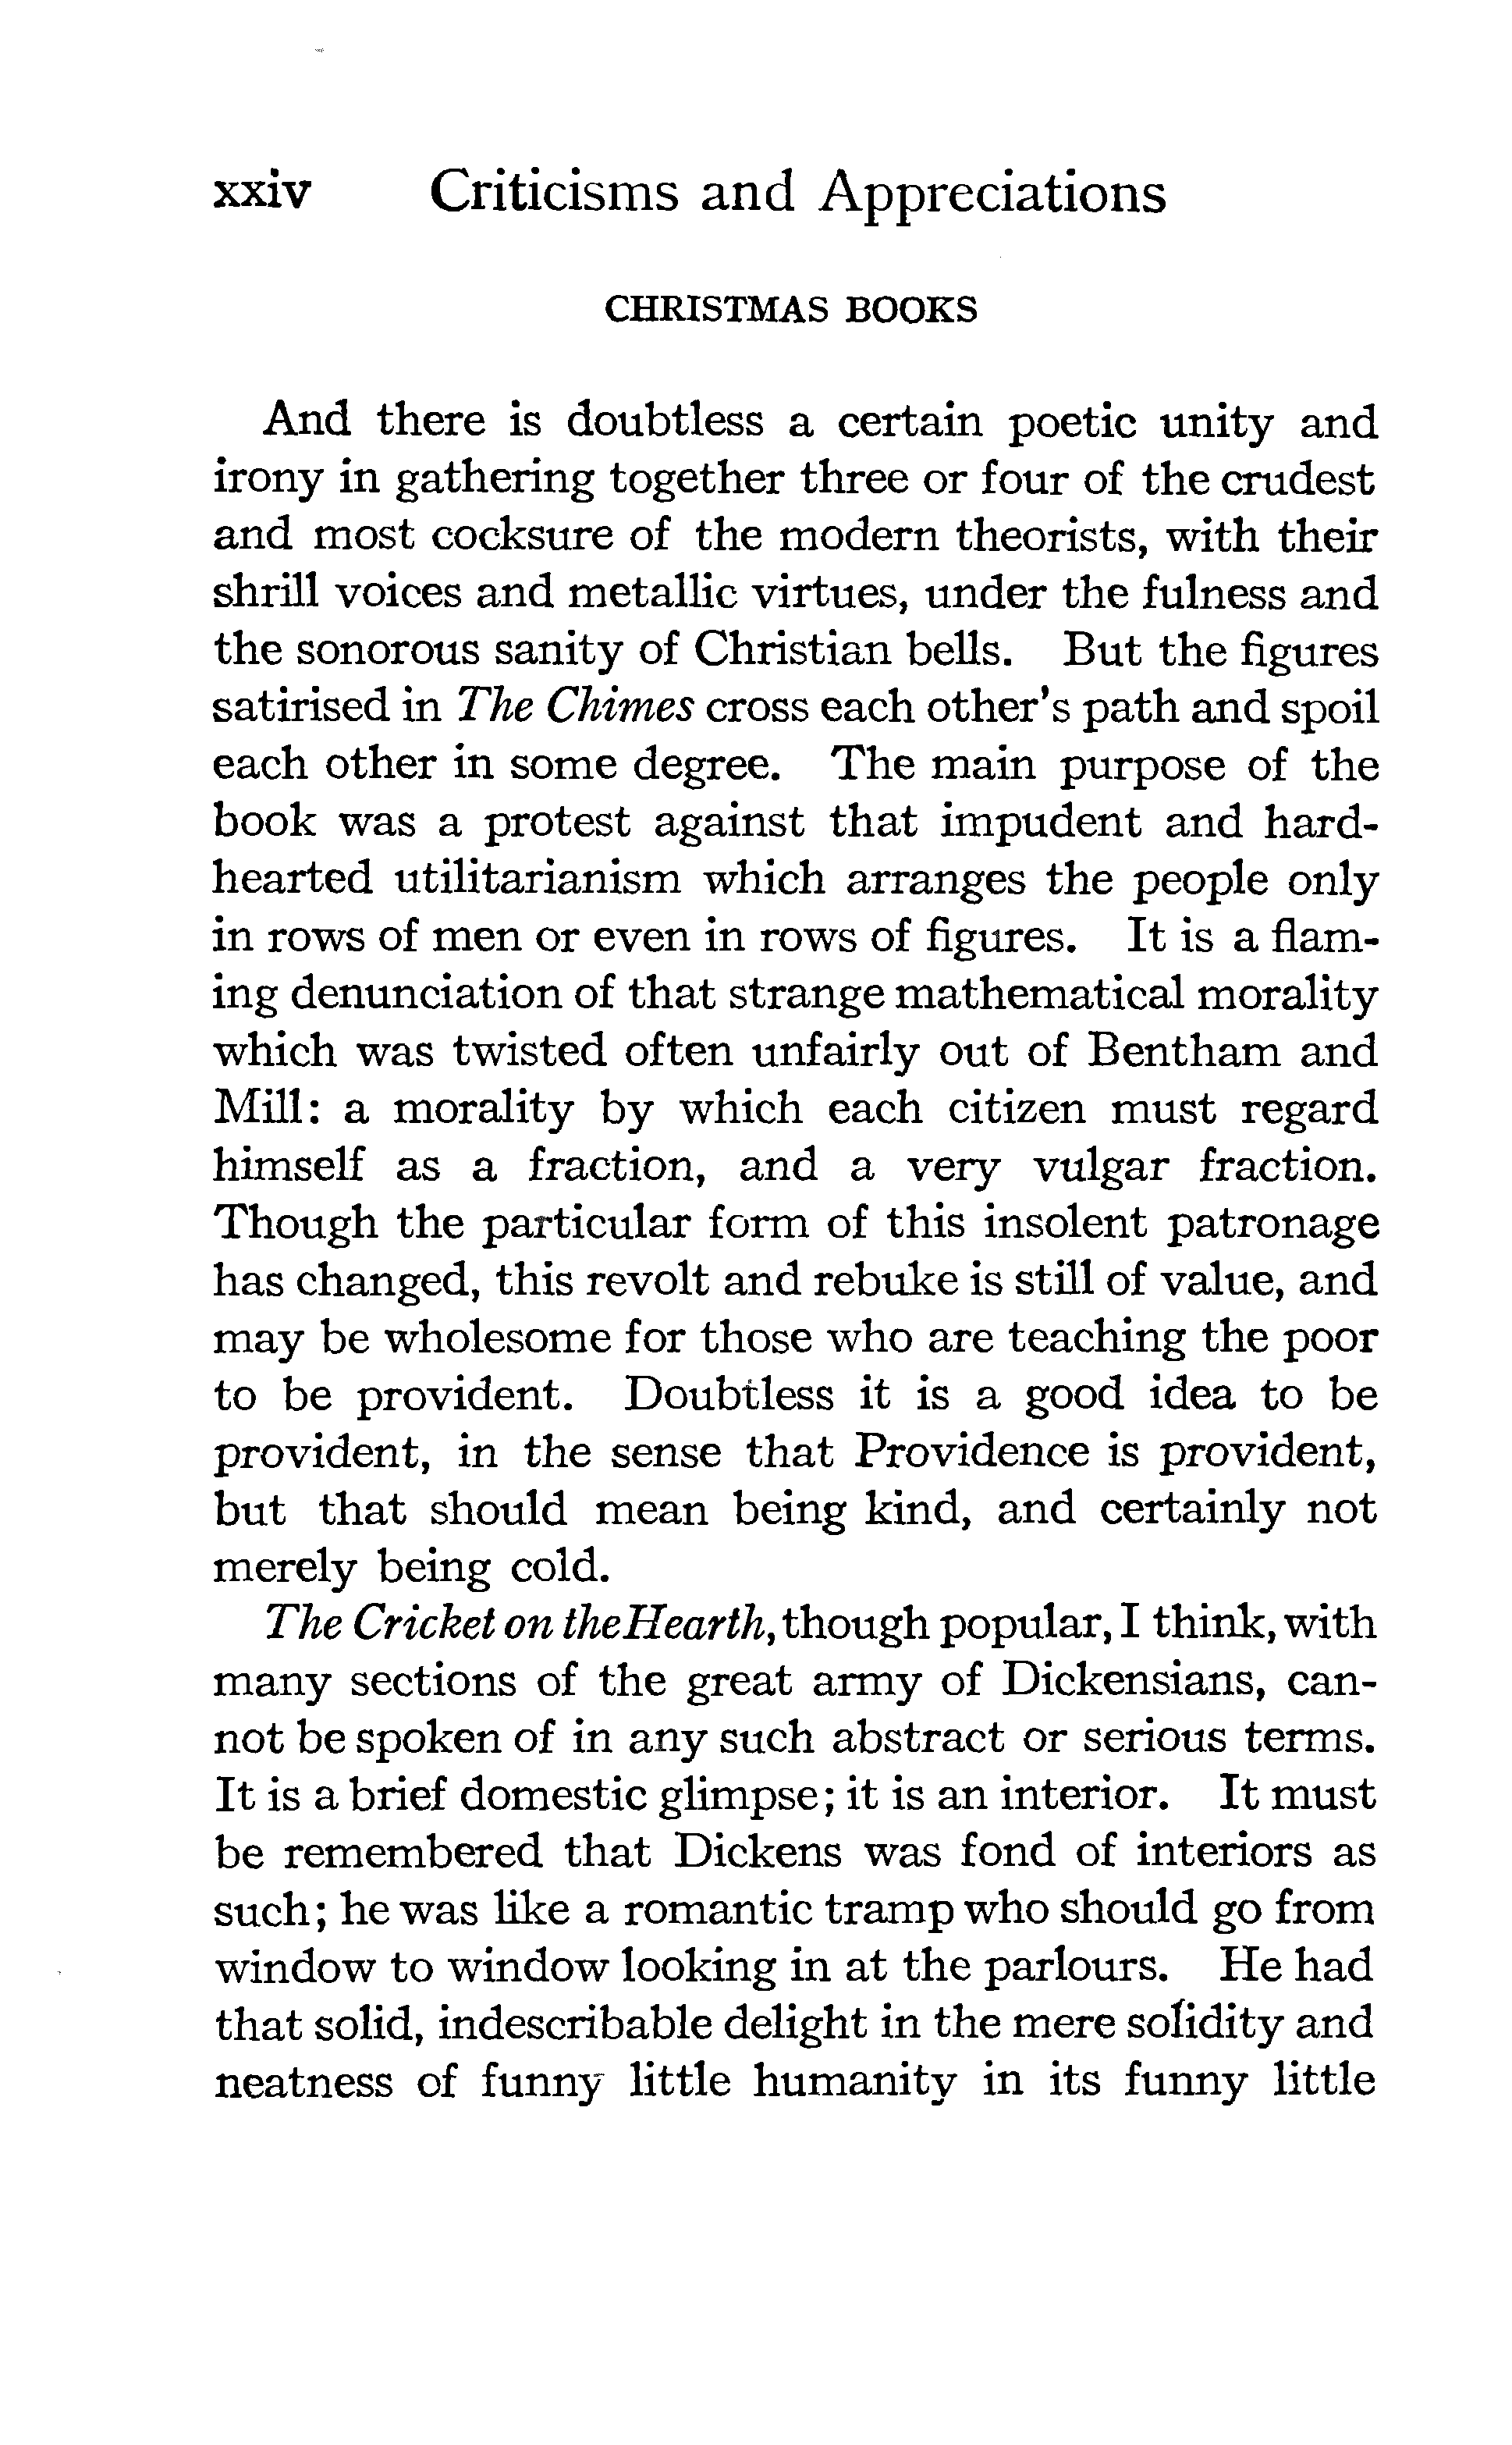 xxiv Criticisms and Appreciations
CHRISTMAS BOOKS
And there is doubtless a certain poetic unity and
irony in gathering together three or four of the crudest
and most cocksure of the modern theorists, with their
shrill voices and metallic virtues, under the fulness and
the sonorous sanity of Christian bells. But the figures
satirised in The Chimes cross each other's path and spoil
each other in some degree. The main purpose of the
book was a protest against that impudent and hard-
hearted utilitarianism which arranges the people only
in rows of men or even in rows of figures. It is a flam-
ing denunciation of that strange mathematical morality
which was twisted often unfairly out of Bentham and
Mill: a morality by which each citizen must regard
himself as a fraction, and a very vulgar fraction.
Though the particular form of this insolent patronage
has changed, this revolt and rebuke is still of value, and
may be wholesome for those who are teaching the poor
to be provident. Doubtless it is a good idea to be
provident, in the sense that Providence is provident,
but that should mean being kind, and certainly not
merely being cold.
The Cricket on the Hearth, though popular, I think, with
many sections of the great army of Dickensians, can-
not be spoken of in any such abstract or serious terms.
It is a brief domestic glimpse; it is an interior. It must
be remembered that Dickens was fond of interiors as
such; he was like a romantic tramp who should go from
window to window looking in at the parlours. He had
that solid, indescribable delight in the mere solidity and
neatness of funny little humanity in its funny little